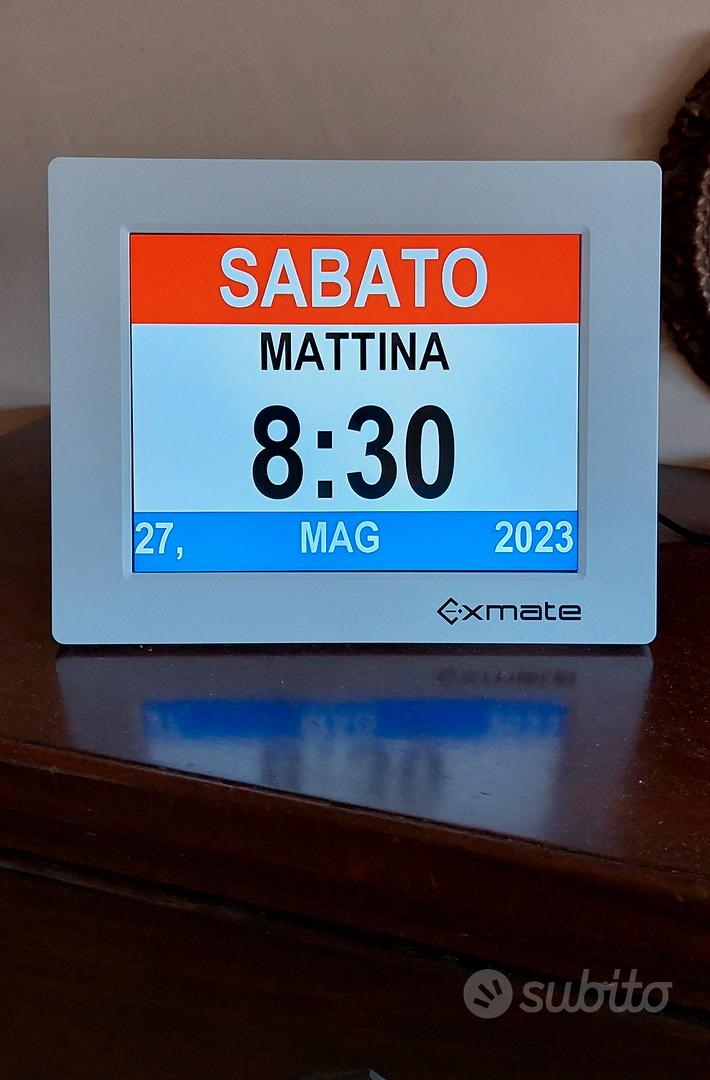 SABATO
MATTINA
8:30
27, MAG 2023
exmate
subito